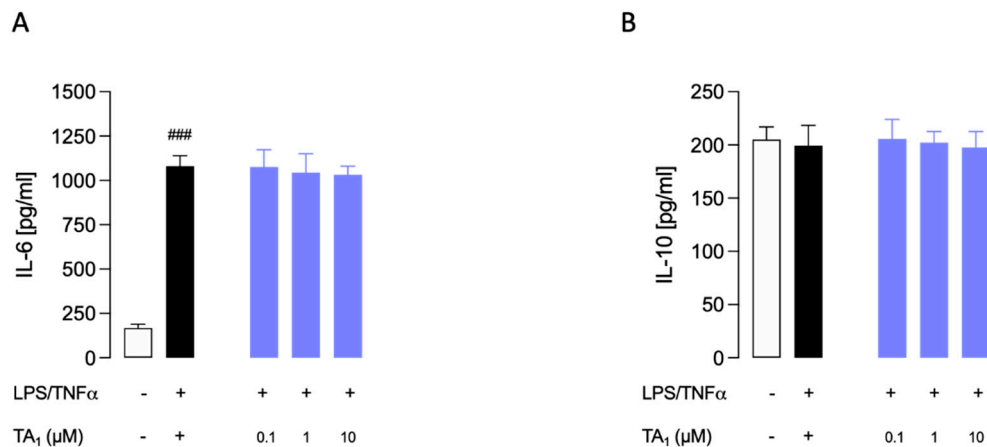 A
B
IL-6 [pg/ml]
1500
1250
1000
750
500
250
0
###
LPS/TNFα - + + + +
TA₁ (µM) - + 0.1 1 10
IL-10 [pg/ml]
250
200
150
100
50
0
LPS/TNFα - + + + +
TA₁ (µM) - + 0.1 1 10